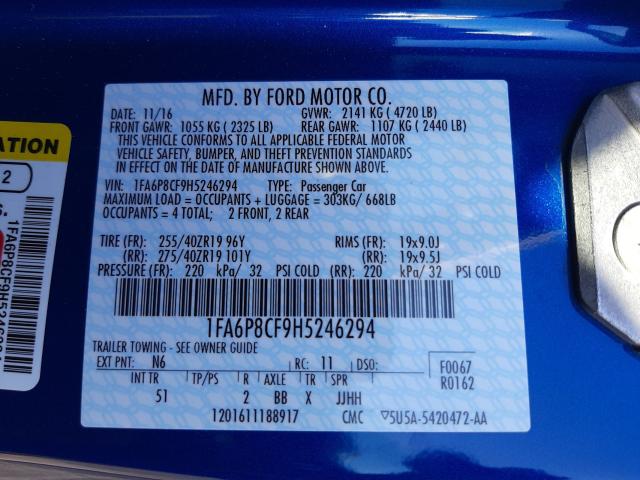 MFD. BY FORD MOTOR CO.
DATE: 11/16 GVWR: 2141 KG ( 4720 LB)
FRONT GAWR: 1055 KG ( 2325 LB) REAR GAWR: 1107 KG ( 2440 LB)
THIS VEHICLE CONFORMS TO ALL APPLICABLE FEDERAL MOTOR
VEHICLE SAFETY, BUMPER, AND THEFT PREVENTION STANDARDS
IN EFFECT ON THE DATE OF MANUFACTURE SHOWN ABOVE.
VIN: 1FA6P8CF9H5246294 TYPE: Passenger Car
MAXIMUM LOAD = OCCUPANTS + LUGGAGE = 303KG/ 668LB
OCCUPANTS = 4 TOTAL; 2 FRONT, 2 REAR
TIRE (FR): 255/40ZR19 96Y RIMS (FR): 19x9.0J
(RR): 275/40ZR19 101Y (RR): 19x9.5J
PRESSURE (FR): 220 kPa/ 32 PSI COLD (RR): 220 kPa/ 32 PSI COLD
1FA6P8CF9H5246294
TRAILER TOWING - SEE OWNER GUIDE
EXT PNT: N6 RC: 11 DSO: F0067
R0162
INT TR TP/PS R AXLE TR SPR
51 2 BB X JJHH
1201611188917 CMC ▽5U5A-5420472-AA
ATION
2